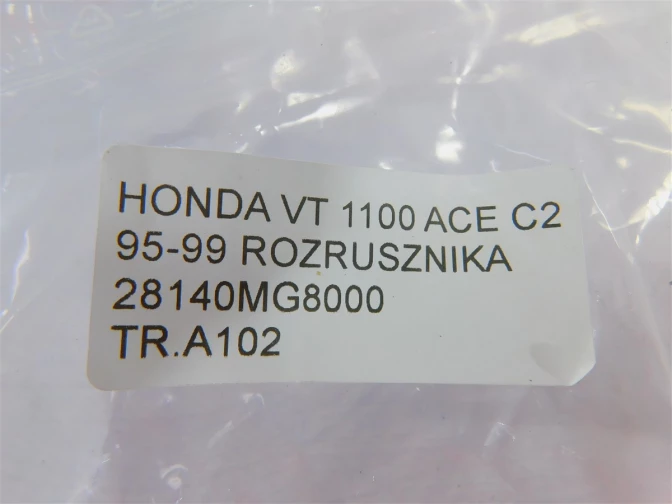 HONDA VT 1100 ACE C2
95-99 ROZRUSZNIKA
28140MG8000
TR.A102